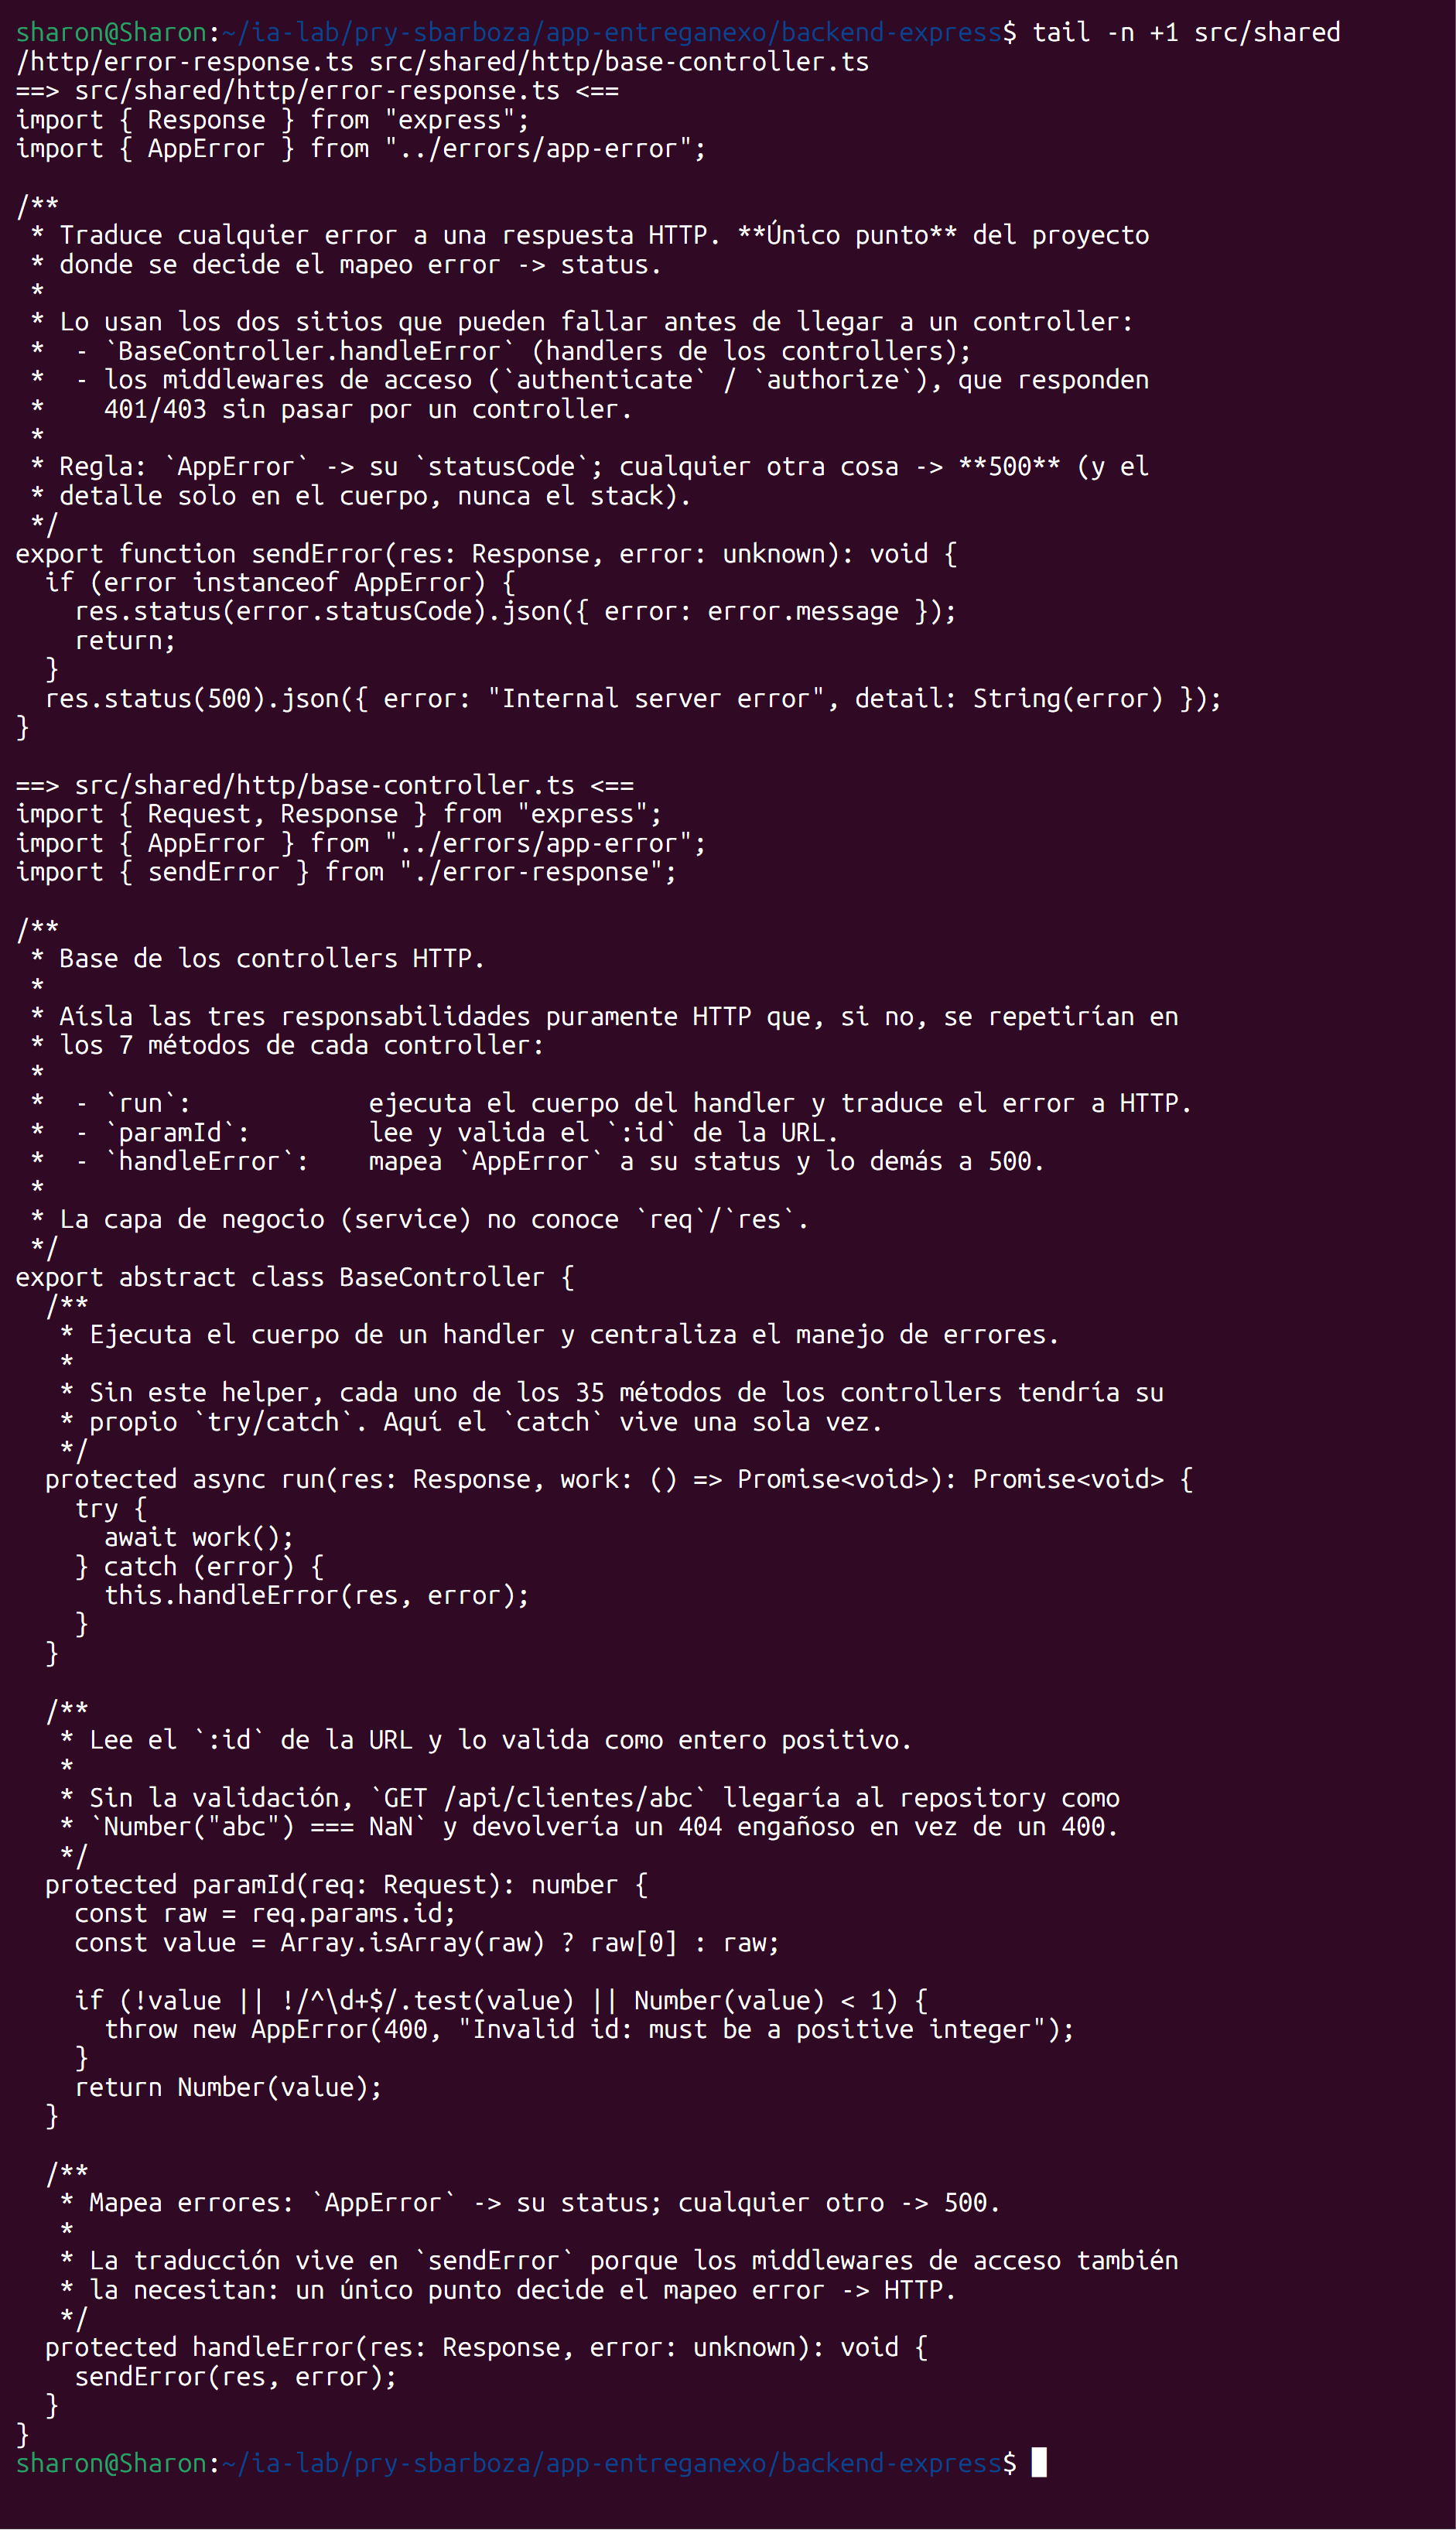 sharon@Sharon:~/ia-lab/pry-sbarboza/app-entreganexo/backend-express$ tail -n +1 src/shared
/http/error-response.ts src/shared/http/base-controller.ts
==> src/shared/http/error-response.ts <==
import { Response } from "express";
import { AppError } from "../errors/app-error";

/**
 * Traduce cualquier error a una respuesta HTTP. **Único punto** del proyecto
 * donde se decide el mapeo error -> status.
 *
 * Lo usan los dos sitios que pueden fallar antes de llegar a un controller:
 *  - `BaseController.handleError` (handlers de los controllers);
 *  - los middlewares de acceso (`authenticate` / `authorize`), que responden
 *    401/403 sin pasar por un controller.
 *
 * Regla: `AppError` -> su `statusCode`; cualquier otra cosa -> **500** (y el
 * detalle solo en el cuerpo, nunca el stack).
 */
export function sendError(res: Response, error: unknown): void {
  if (error instanceof AppError) {
    res.status(error.statusCode).json({ error: error.message });
    return;
  }
  res.status(500).json({ error: "Internal server error", detail: String(error) });
}

==> src/shared/http/base-controller.ts <==
import { Request, Response } from "express";
import { AppError } from "../errors/app-error";
import { sendError } from "./error-response";

/**
 * Base de los controllers HTTP.
 *
 * Aísla las tres responsabilidades puramente HTTP que, si no, se repetirían en
 * los 7 métodos de cada controller:
 *
 *  - `run`:            ejecuta el cuerpo del handler y traduce el error a HTTP.
 *  - `paramId`:        lee y valida el `:id` de la URL.
 *  - `handleError`:    mapea `AppError` a su status y lo demás a 500.
 *
 * La capa de negocio (service) no conoce `req`/`res`.
 */
export abstract class BaseController {
  /**
   * Ejecuta el cuerpo de un handler y centraliza el manejo de errores.
   *
   * Sin este helper, cada uno de los 35 métodos de los controllers tendría su
   * propio `try/catch`. Aquí el `catch` vive una sola vez.
   */
  protected async run(res: Response, work: () => Promise<void>): Promise<void> {
    try {
      await work();
    } catch (error) {
      this.handleError(res, error);
    }
  }

  /**
   * Lee el `:id` de la URL y lo valida como entero positivo.
   *
   * Sin la validación, `GET /api/clientes/abc` llegaría al repository como
   * `Number("abc") === NaN` y devolvería un 404 engañoso en vez de un 400.
   */
  protected paramId(req: Request): number {
    const raw = req.params.id;
    const value = Array.isArray(raw) ? raw[0] : raw;

    if (!value || !/^\d+$/.test(value) || Number(value) < 1) {
      throw new AppError(400, "Invalid id: must be a positive integer");
    }
    return Number(value);
  }

  /**
   * Mapea errores: `AppError` -> su status; cualquier otro -> 500.
   *
   * La traducción vive en `sendError` porque los middlewares de acceso también
   * la necesitan: un único punto decide el mapeo error -> HTTP.
   */
  protected handleError(res: Response, error: unknown): void {
    sendError(res, error);
  }
}
sharon@Sharon:~/ia-lab/pry-sbarboza/app-entreganexo/backend-express$